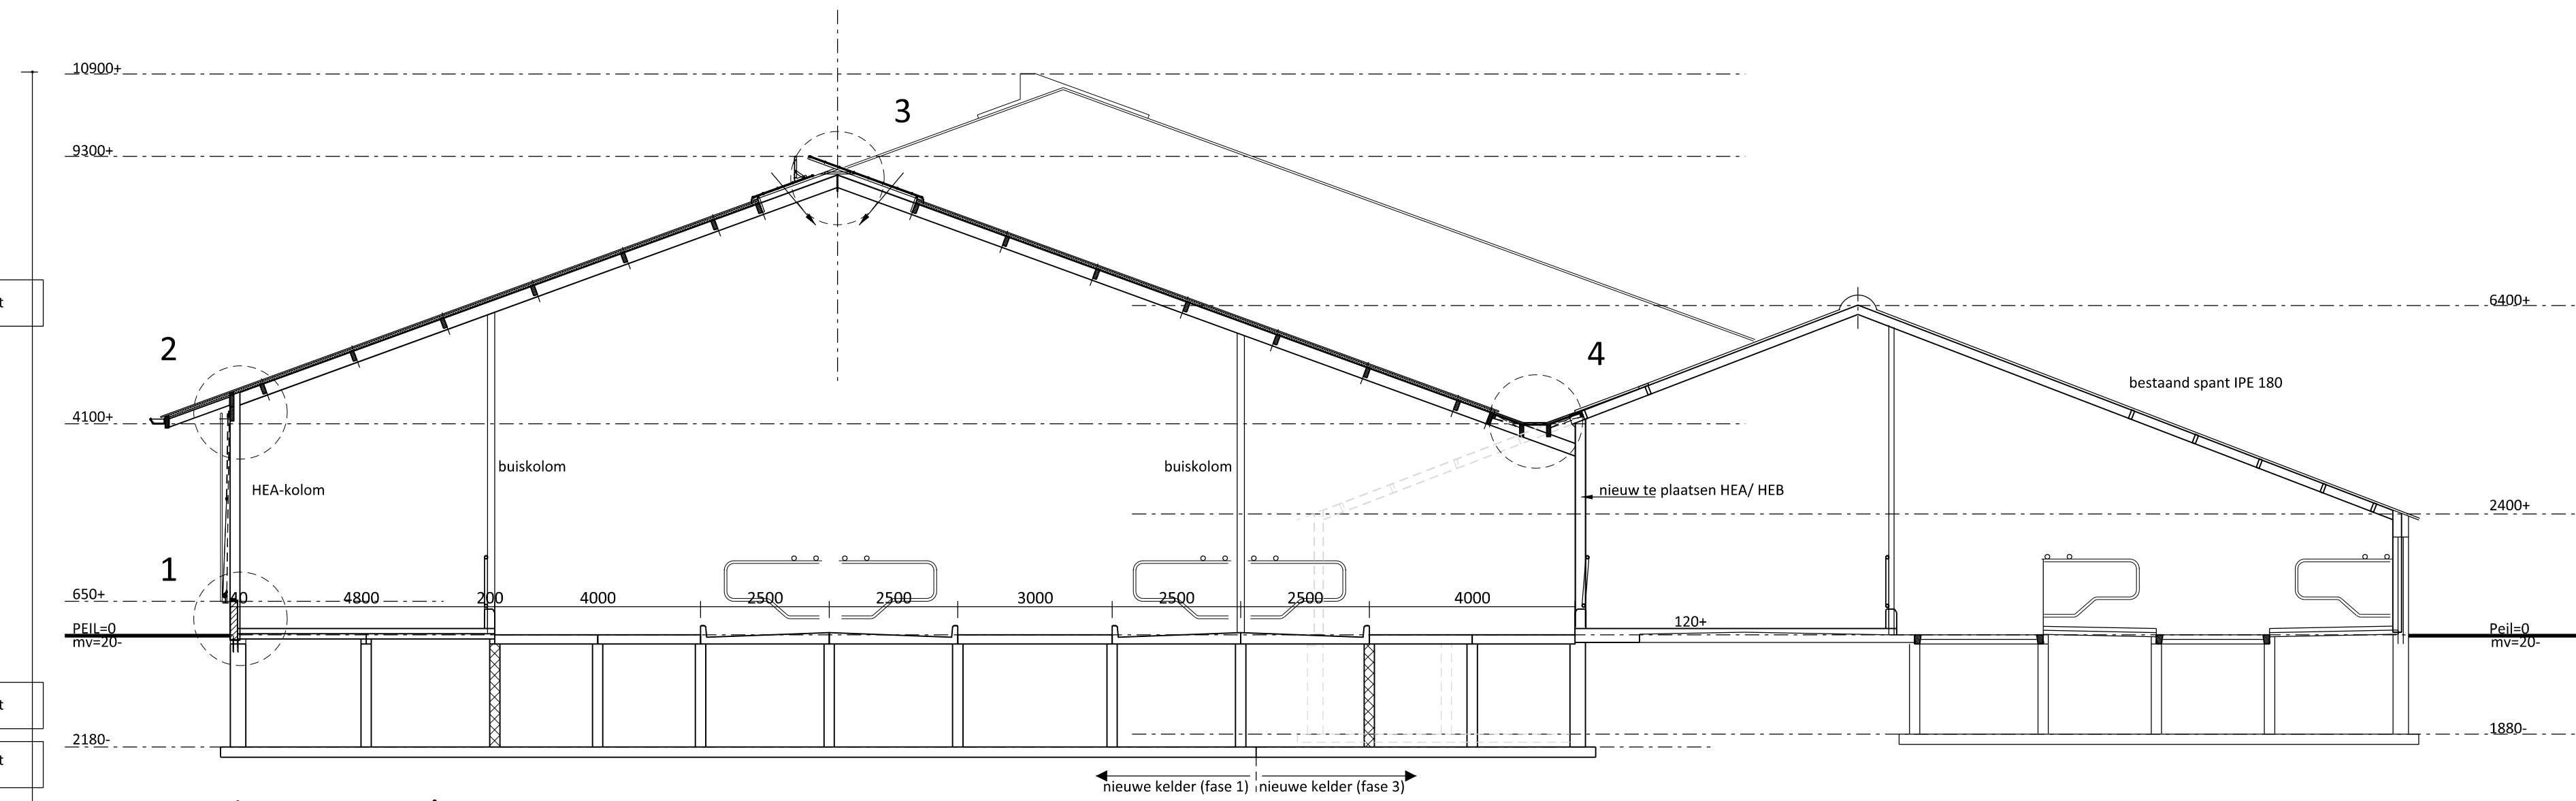 10900+
3
9300+
6400+
2
4
bestaand spant IPE 180
4100+
buiskolom
buiskolom
HEA-kolom
nieuw te plaatsen HEA/ HEB
2400+
1
650+
140 4800 200 4000 2500 2500 3000 2500 2500 4000
120+
PEIL=0
mv=20-
Peil=0
mv=20-
2180-
1880-
nieuwe kelder (fase 1) nieuwe kelder (fase 3)
t
t
t